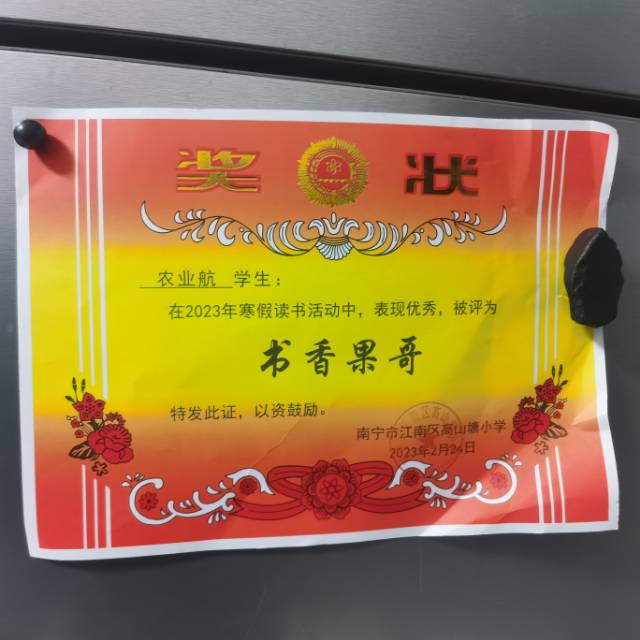 奖状
农业航 学生：
在2023年寒假读书活动中，表现优秀，被评为
书香果哥
特发此证，以资鼓励。
南宁市江南区嵩山塘小学
2023年2月24日